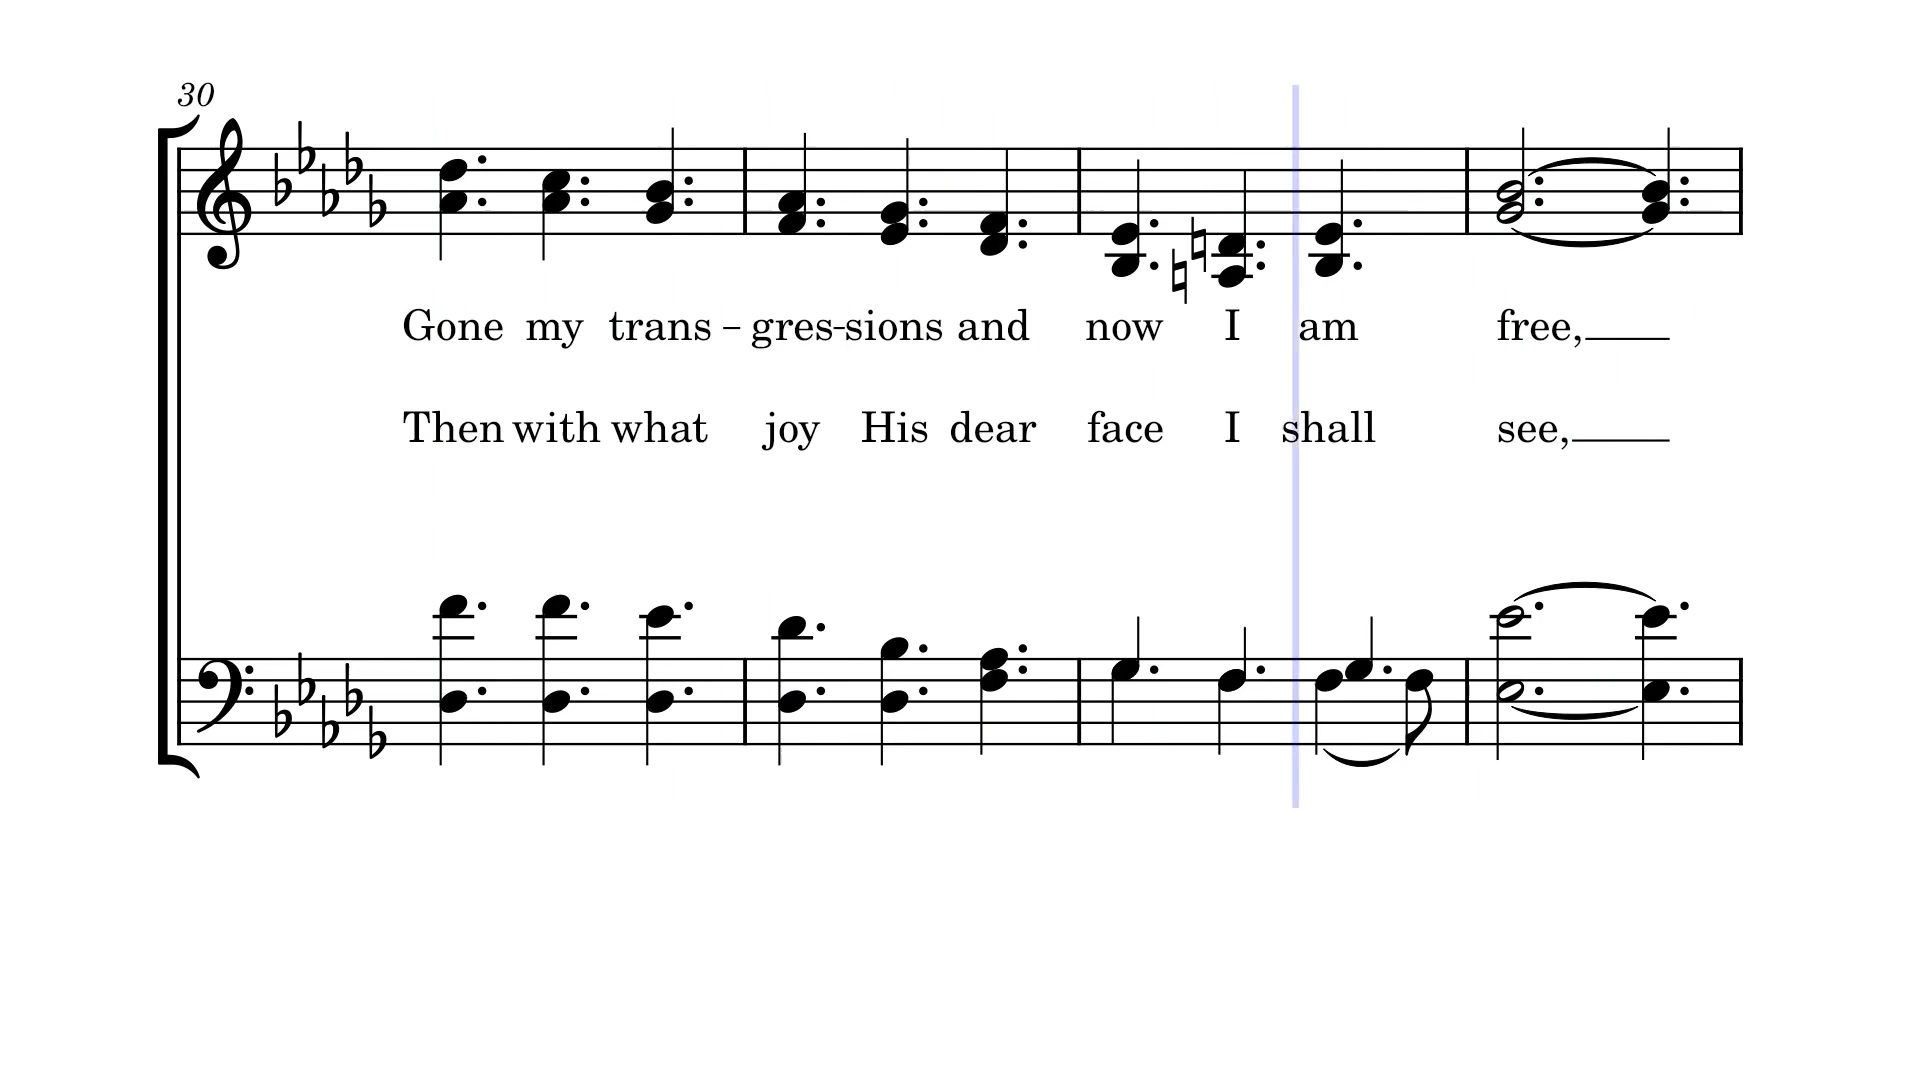 30
Gone my trans – gres-sions and now I am free,
Then with what joy His dear face I shall see,